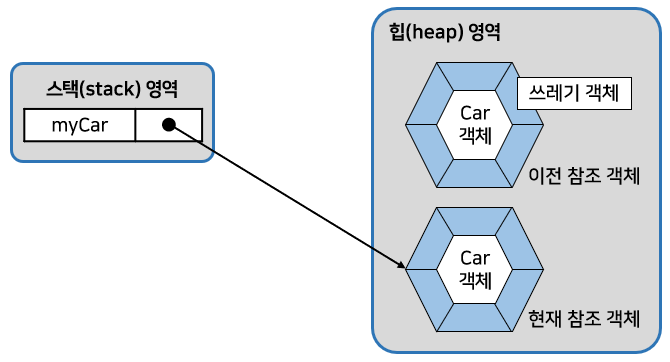 스택(stack) 영역
myCar
힙(heap) 영역
Car
객체
쓰레기 객체
이전 참조 객체
Car
객체
현재 참조 객체